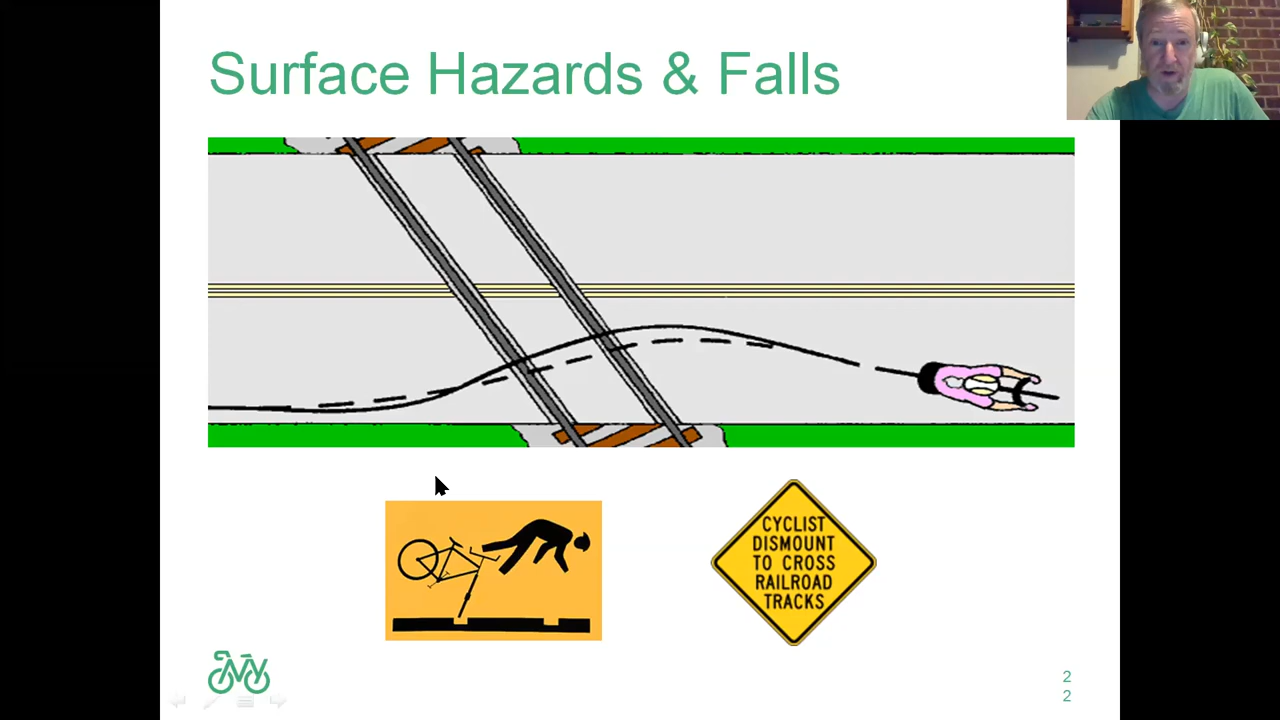 Surface Hazards & Falls
CYCLIST
DISMOUNT
TO CROSS
RAILROAD
TRACKS
2
2